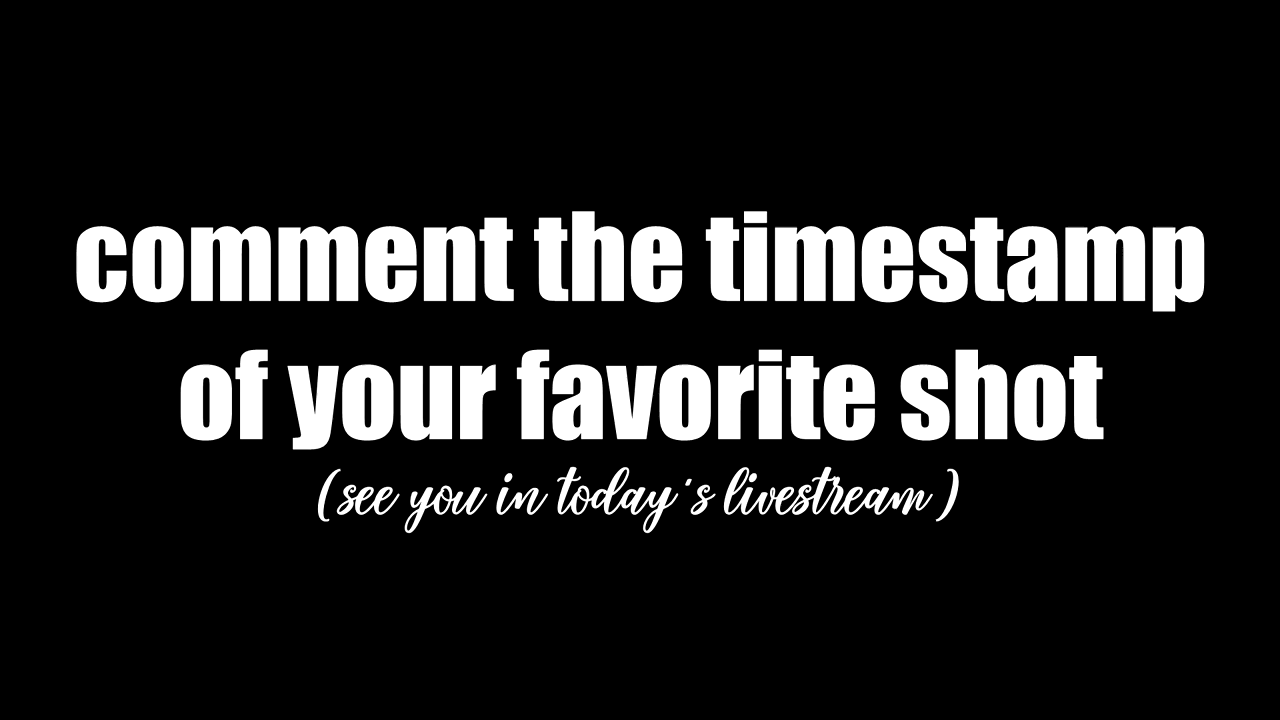 comment the timestamp
of your favorite shot
(see you in today's livestream)